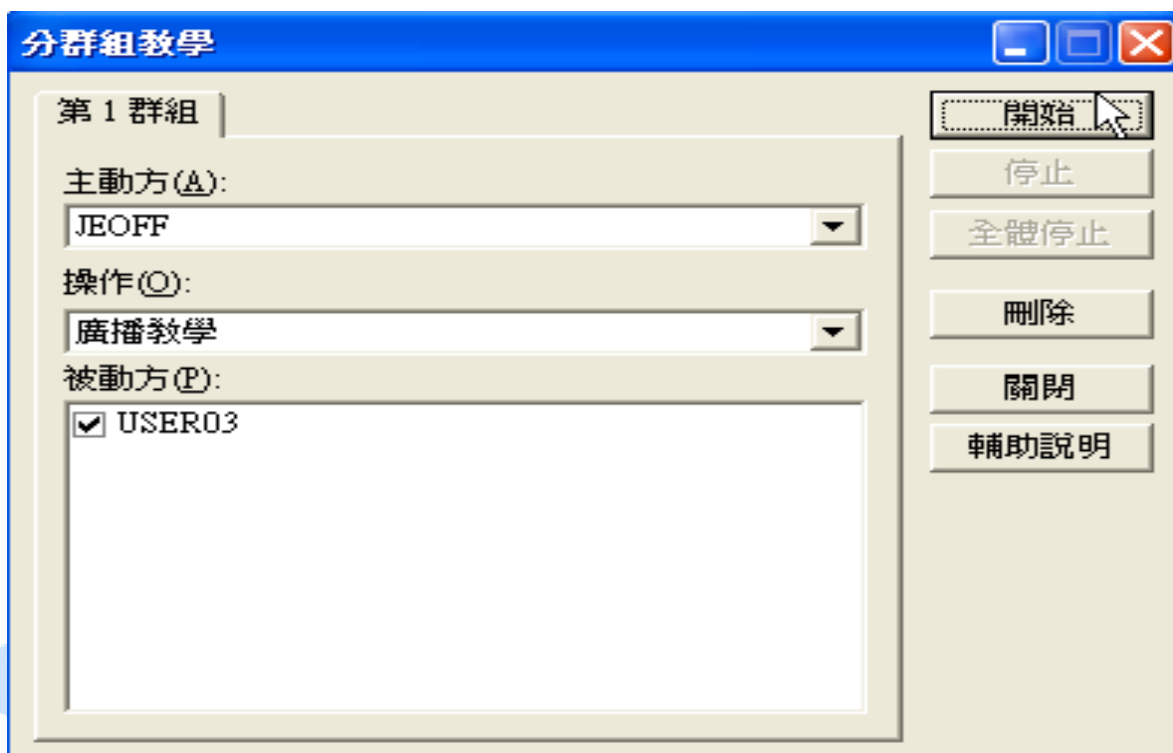 分群組教學
第 1 群組
主動方(A):
JEOFF
操作(O):
廣播教學
被動方(P):
USER03
開始
停止
全體停止
刪除
關閉
輔助說明